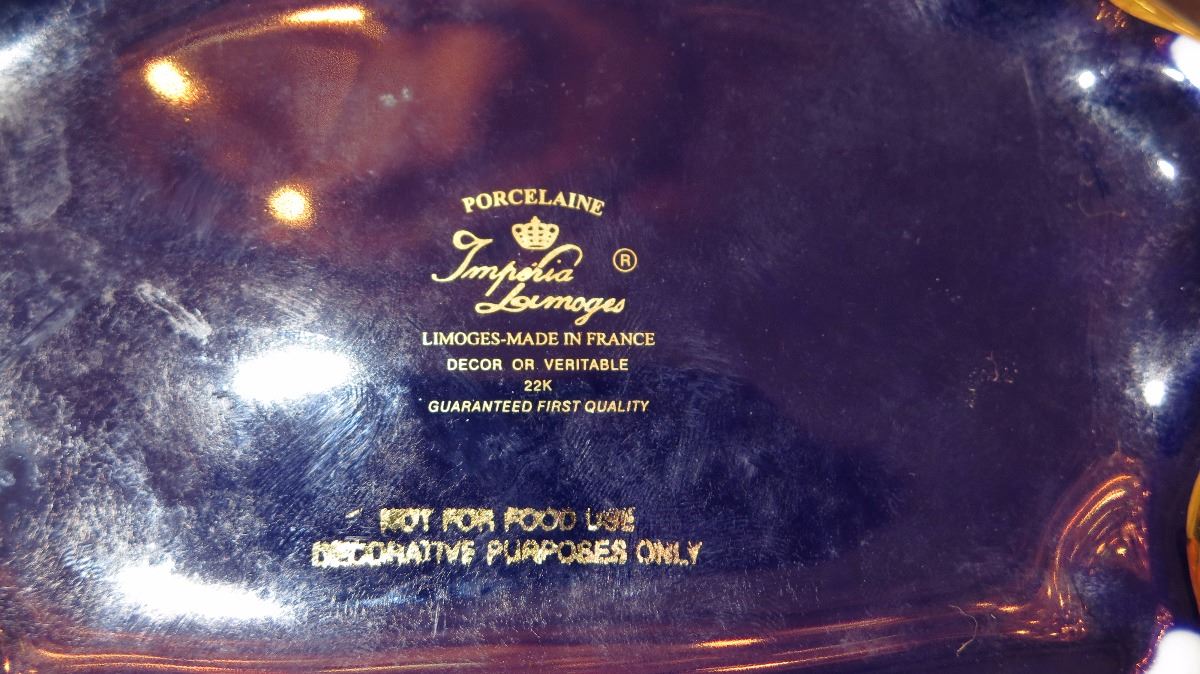 PORCELAINE
Impéria ®
Limoges
LIMOGES-MADE IN FRANCE
DECOR OR VERITABLE
22K
GUARANTEED FIRST QUALITY
NOT FOR FOOD USE
DECORATIVE PURPOSES ONLY